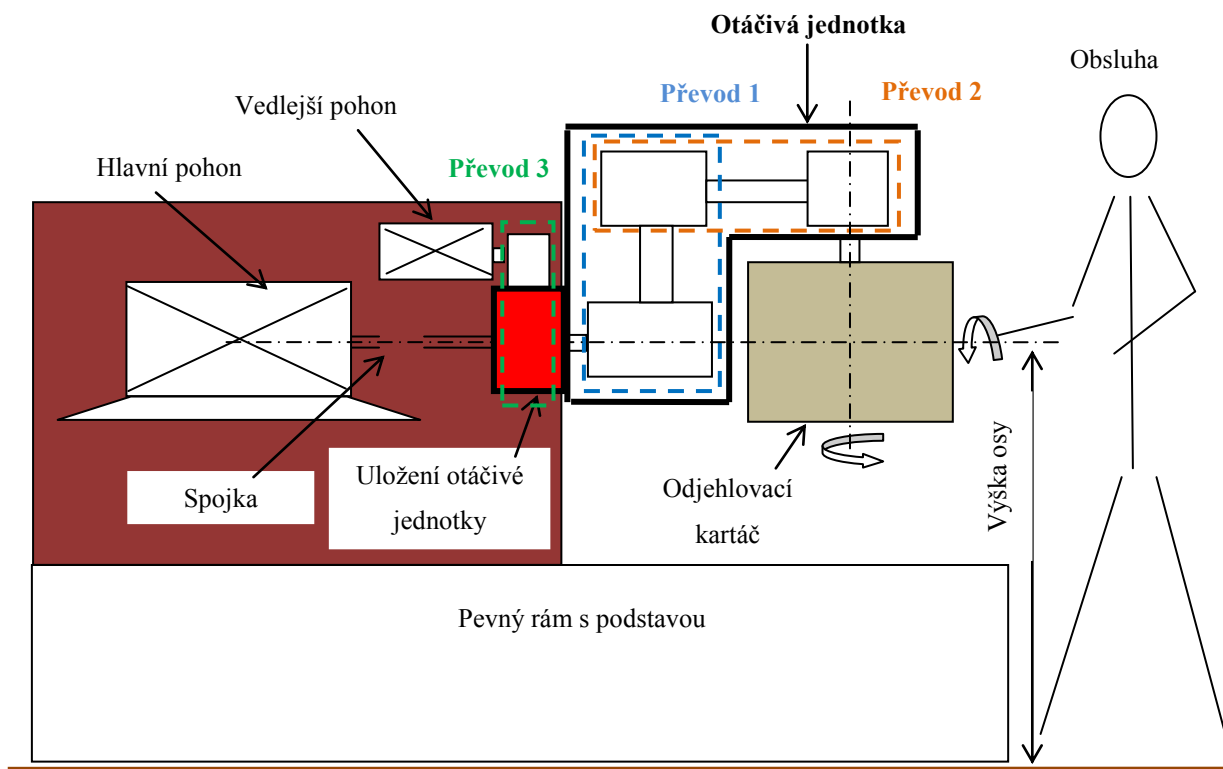 Otáčivá jednotka
Obsluha
Převod 1
Převod 2
Vedlejší pohon
Hlavní pohon
Převod 3
Spojka
Uložení otáčivé
jednotky
Odjehlovací
kartáč
Výška osy
Pevný rám s podstavou